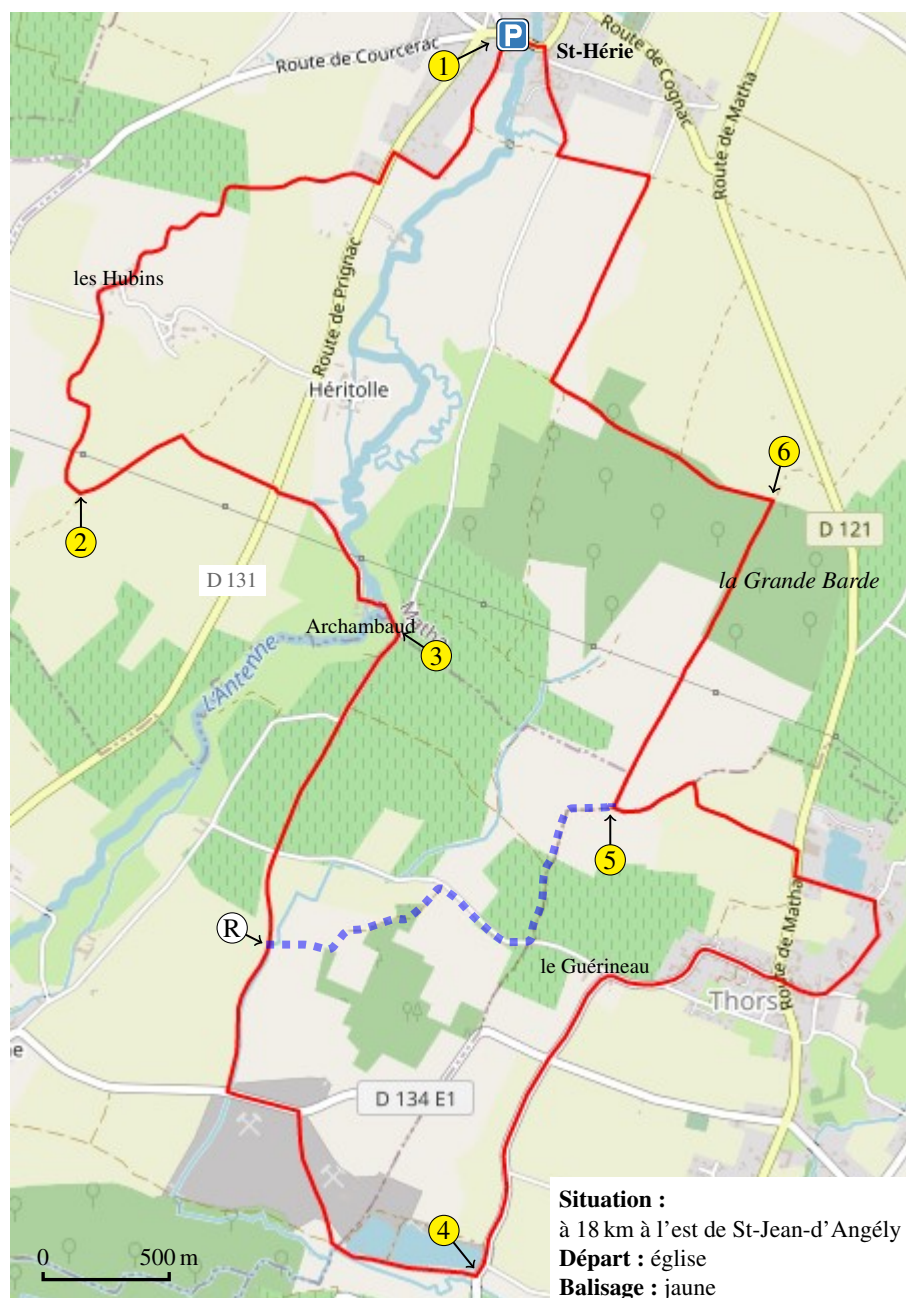 P
1
St-Hérie
Route de Courcerac
Route de Cognac
Route de Matha
les Hubins
Route de Prignac
Héritolle
6
2
D 121
D 131
la Grande Barde
Matha
Archambaud
3
L'Antenne
5
R
Route de Matha
le Guérineau
Thors
ne
D 134 E1
4
Situation :
à 18 km à l'est de St-Jean-d'Angély
Départ : église
Balisage : jaune
0 500 m